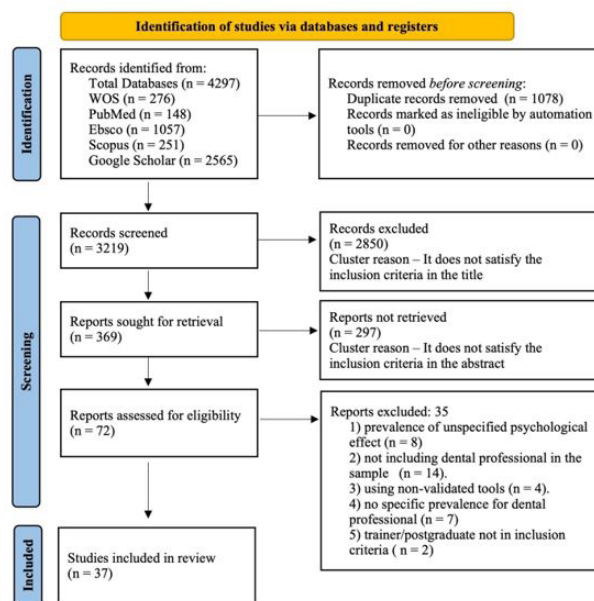 Identification of studies via databases and registers
Identification
Records identified from:
Total Databases (n = 4297)
WOS (n = 276)
PubMed (n = 148)
Ebsco (n = 1057)
Scopus (n = 251)
Google Scholar (n = 2565)
Records removed before screening:
Duplicate records removed (n = 1078)
Records marked as ineligible by automation
tools (n = 0)
Records removed for other reasons (n = 0)
Screening
Records screened
(n = 3219)
Records excluded
(n = 2850)
Cluster reason – It does not satisfy the
inclusion criteria in the title
Reports sought for retrieval
(n = 369)
Reports not retrieved
(n = 297)
Cluster reason – It does not satisfy the
inclusion criteria in the abstract
Reports assessed for eligibility
(n = 72)
Reports excluded: 35
1) prevalence of unspecified psychological
effect (n = 8)
2) not including dental professional in the
sample (n = 14).
3) using non-validated tools (n = 4).
4) no specific prevalence for dental
professional (n = 7)
5) trainer/postgraduate not in inclusion
criteria ( n = 2)
Included
Studies included in review
(n = 37)